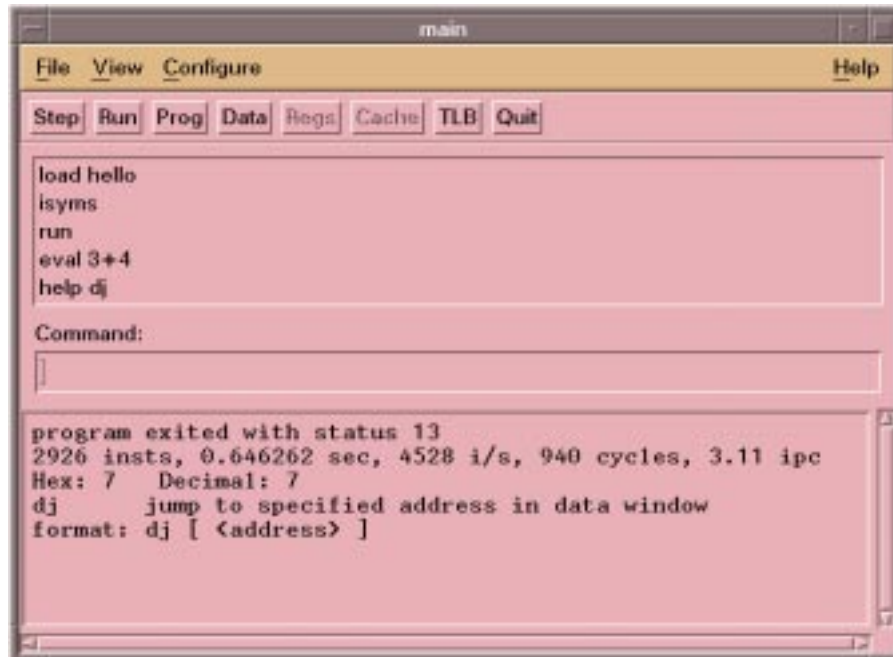 main
File View Configure Help
Step Run Prog Data Regs Cache TLB Quit
load hello
isyms
run
eval 3+4
help dj
Command:
program exited with status 13
2926 insts, 0.646262 sec, 4528 i/s, 940 cycles, 3.11 ipc
Hex: 7 Decimal: 7
dj jump to specified address in data window
format: dj [ <address> ]